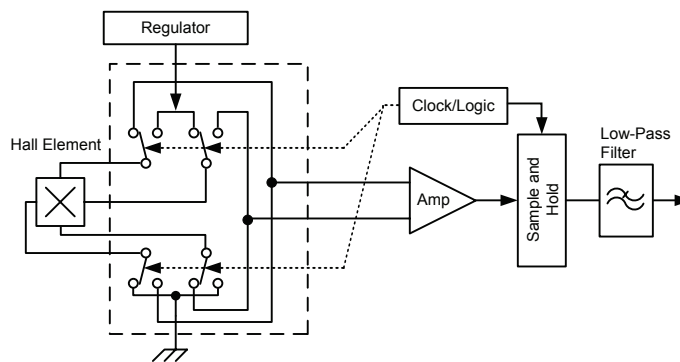 Regulator
Hall Element
Clock/Logic
Amp
Sample and
Hold
Low-Pass
Filter